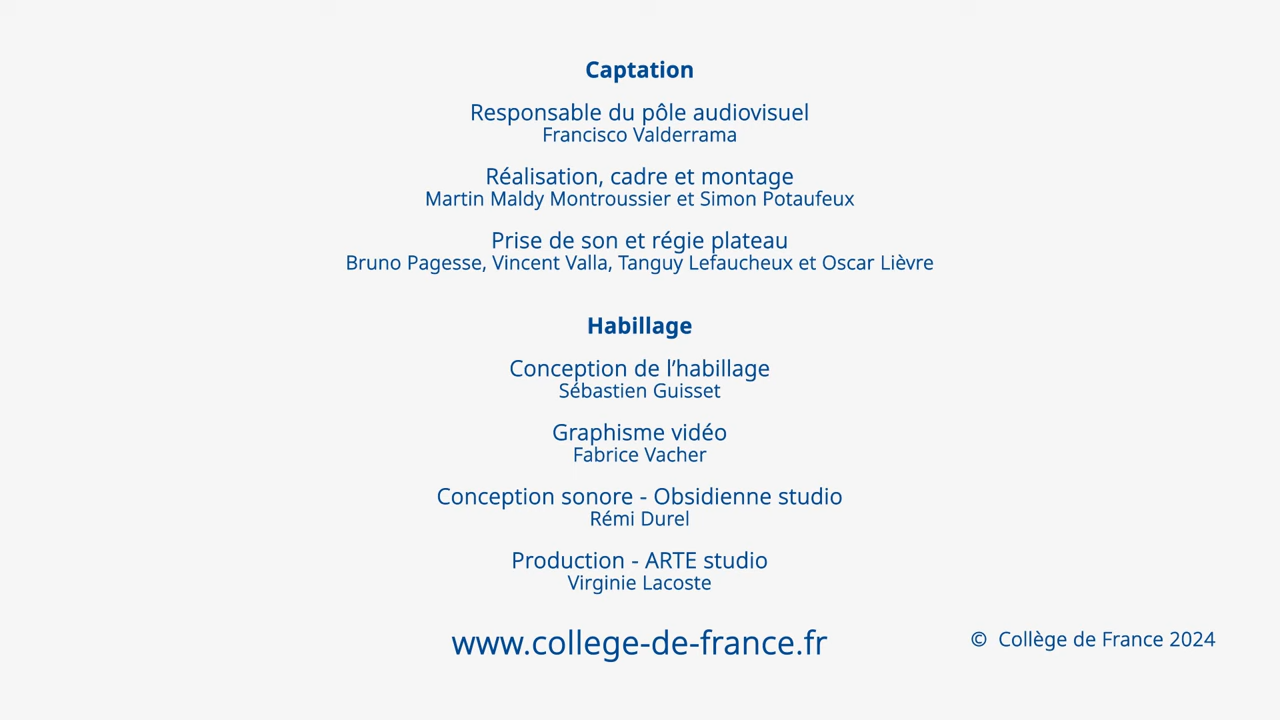 Captation
Responsable du pôle audiovisuel
Francisco Valderrama
Réalisation, cadre et montage
Martin Maldy Montroussier et Simon Potaufeux
Prise de son et régie plateau
Bruno Pagesse, Vincent Valla, Tanguy Lefaucheux et Oscar Lièvre
Habillage
Conception de l’habillage
Sébastien Guisset
Graphisme vidéo
Fabrice Vacher
Conception sonore - Obsidienne studio
Rémi Durel
Production - ARTE studio
Virginie Lacoste
www.college-de-france.fr
© Collège de France 2024